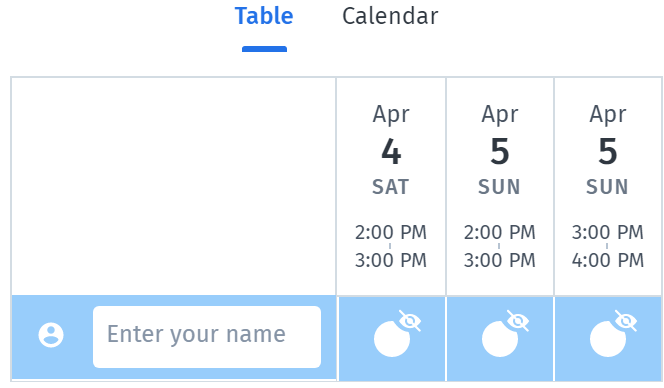 Table Calendar
Apr Apr Apr
4 5 5
SAT SUN SUN
2:00 PM 2:00 PM 3:00 PM
3:00 PM 3:00 PM 4:00 PM
Enter your name